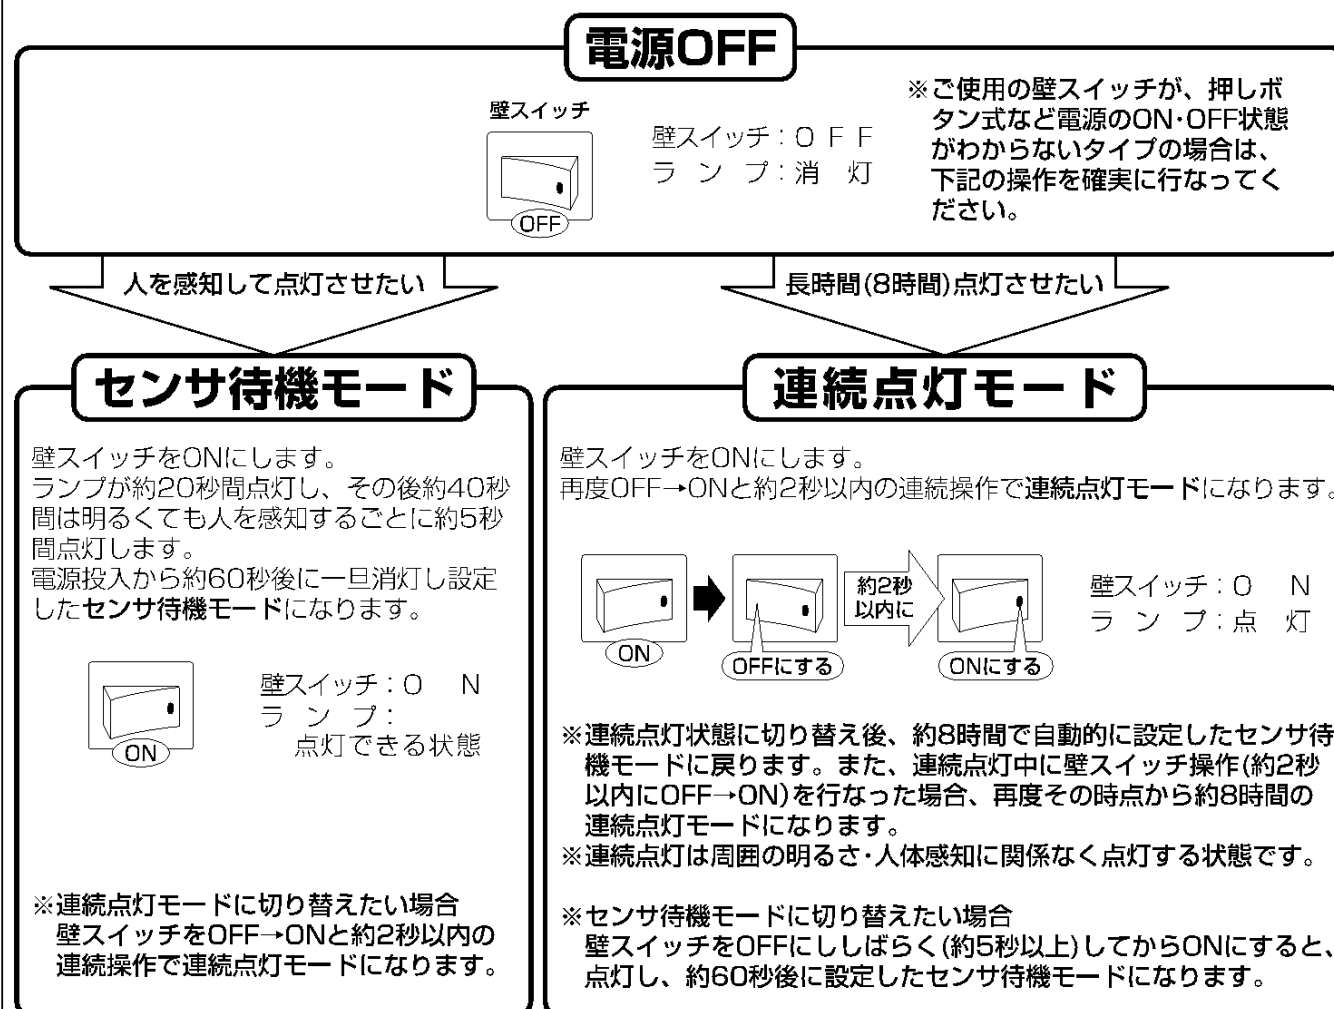 電源OFF
壁スイッチ
OFF
壁スイッチ：OFF
ランプ：消灯
※ご使用の壁スイッチが、押しボ
タン式など電源のON・OFF状態
がわからないタイプの場合は、
下記の操作を確実に行なってく
ださい。
人を感知して点灯させたい
長時間(8時間)点灯させたい
センサ待機モード
壁スイッチをONにします。
ランプが約20秒間点灯し、その後約40秒
間は明るくても人を感知するごとに約5秒
間点灯します。
電源投入から約60秒後に一旦消灯し設定
したセンサ待機モードになります。
ON
壁スイッチ：ON
ランプ：
点灯できる状態
※連続点灯モードに切り替えたい場合
壁スイッチをOFF→ONと約2秒以内の
連続操作で連続点灯モードになります。
連続点灯モード
壁スイッチをONにします。
再度OFF→ONと約2秒以内の連続操作で連続点灯モードになります。
ON
OFFにする
約2秒
以内に
ONにする
壁スイッチ：ON
ランプ：点灯
※連続点灯状態に切り替え後、約8時間で自動的に設定したセンサ待
機モードに戻ります。また、連続点灯中に壁スイッチ操作(約2秒
以内にOFF→ON)を行なった場合、再度その時点から約8時間の
連続点灯モードになります。
※連続点灯は周囲の明るさ・人体感知に関係なく点灯する状態です。
※センサ待機モードに切り替えたい場合
壁スイッチをOFFにししばらく(約5秒以上)してからONにすると、
点灯し、約60秒後に設定したセンサ待機モードになります。